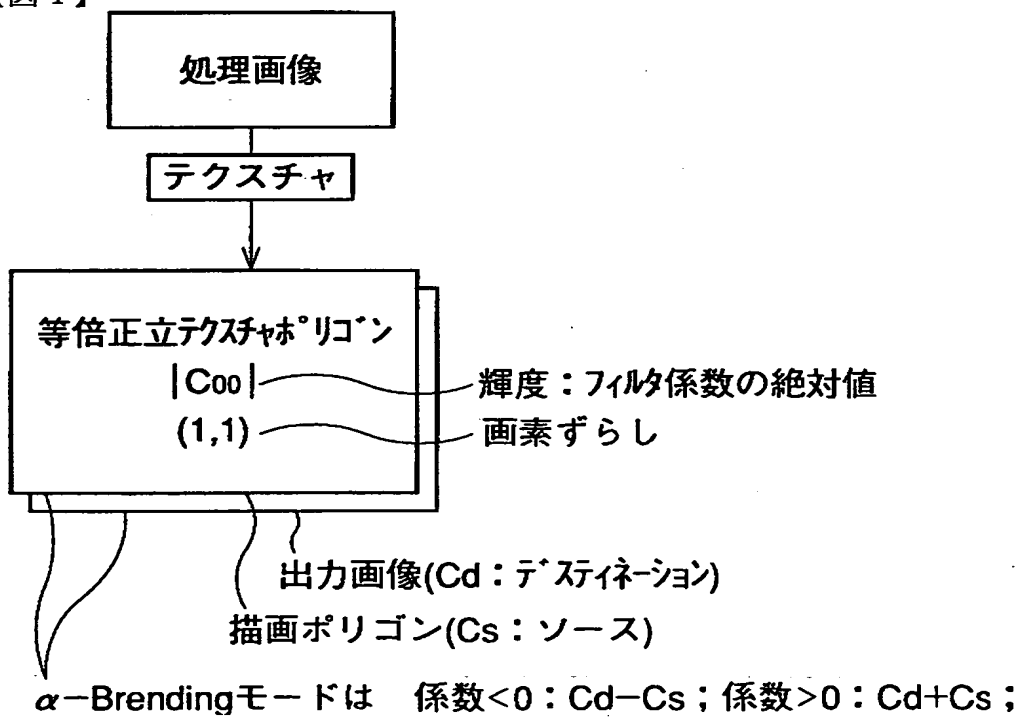 【図1】
処理画像
テクスチャ
等倍正立ﾃｸｽﾁｬﾎﾟﾘｺﾞﾝ
|C00|
輝度：ﾌｨﾙﾀ係数の絶対値
(1,1)
画素ずらし
出力画像(Cd：ﾃﾞｽﾃｨﾈｰｼｮﾝ)
描画ポリゴン(Cs：ソース)
α−Brendingモードは　係数<0：Cd−Cs；係数>0：Cd+Cs；